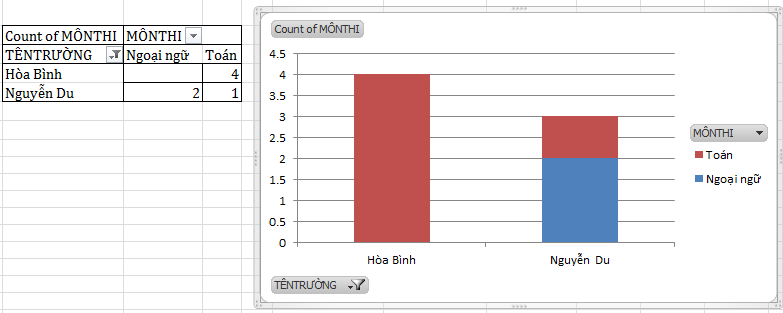 Count of MÔNTHI MÔNTHI
TÊNTRƯỜNG Ngoại ngữ Toán
Hòa Bình 4
Nguyễn Du 2 1
Count of MÔNTHI
4.5
4
3.5
3
2.5
2
1.5
1
0.5
0
Hòa Bình Nguyễn Du
MÔNTHI
Toán
Ngoại ngữ
TÊNTRƯỜNG